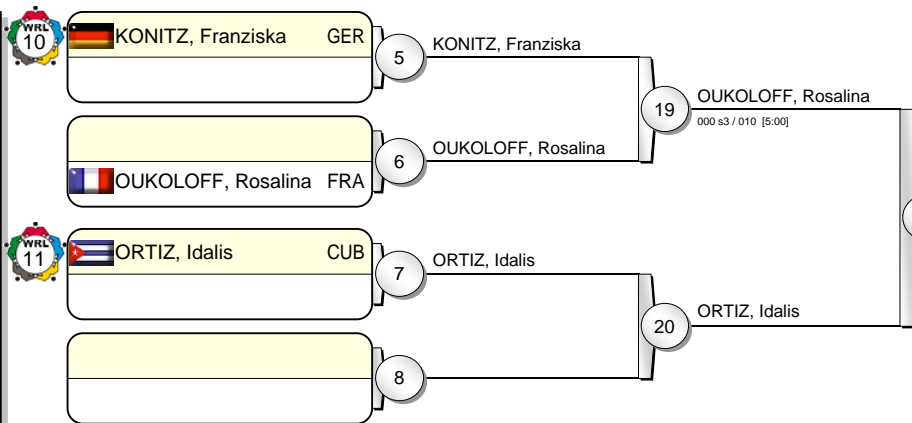 WRL
10
KONITZ, Franziska GER
5
KONITZ, Franziska
19
OUKOLOFF, Rosalina
000 s3 / 010 [5:00]
6
OUKOLOFF, Rosalina
OUKOLOFF, Rosalina FRA
WRL
11
ORTIZ, Idalis CUB
7
ORTIZ, Idalis
20
ORTIZ, Idalis
8